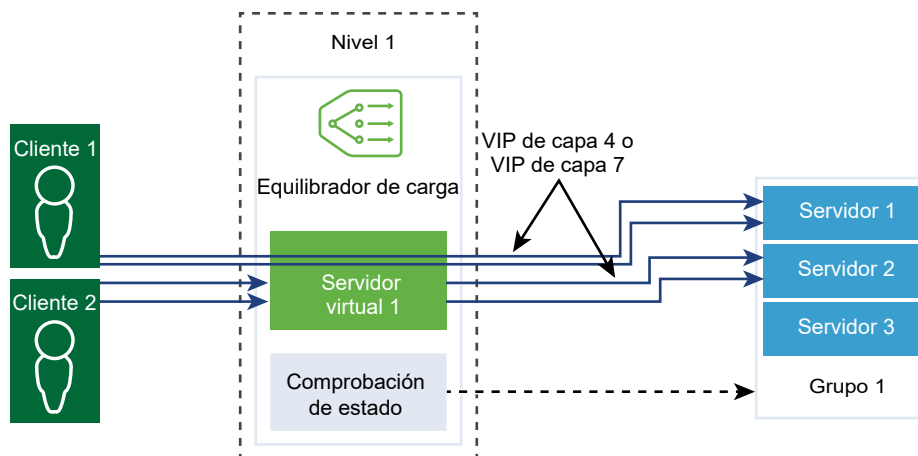 Nivel 1
Equilibrador de carga
Cliente 1
Cliente 2
Servidor
virtual 1
Comprobación
de estado
VIP de capa 4 o
VIP de capa 7
Servidor 1
Servidor 2
Servidor 3
Grupo 1